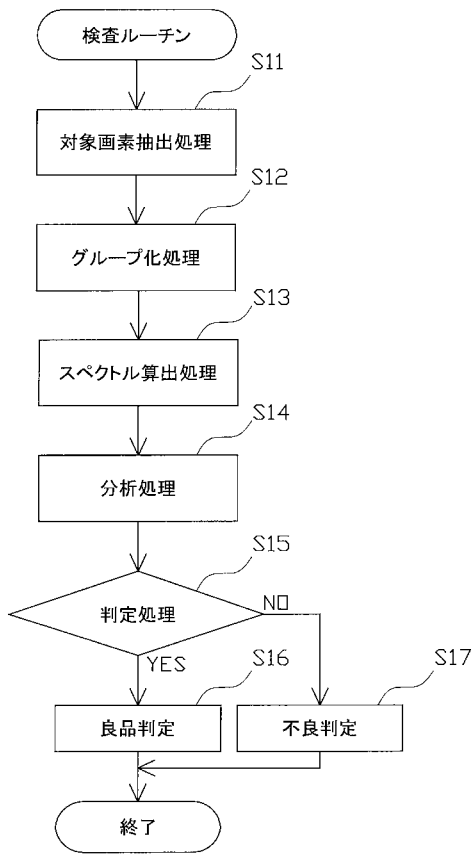 検査ルーチン
S11
対象画素抽出処理
S12
グループ化処理
S13
スペクトル算出処理
S14
分析処理
S15
判定処理
NO
YES
S16
S17
良品判定
不良判定
終了